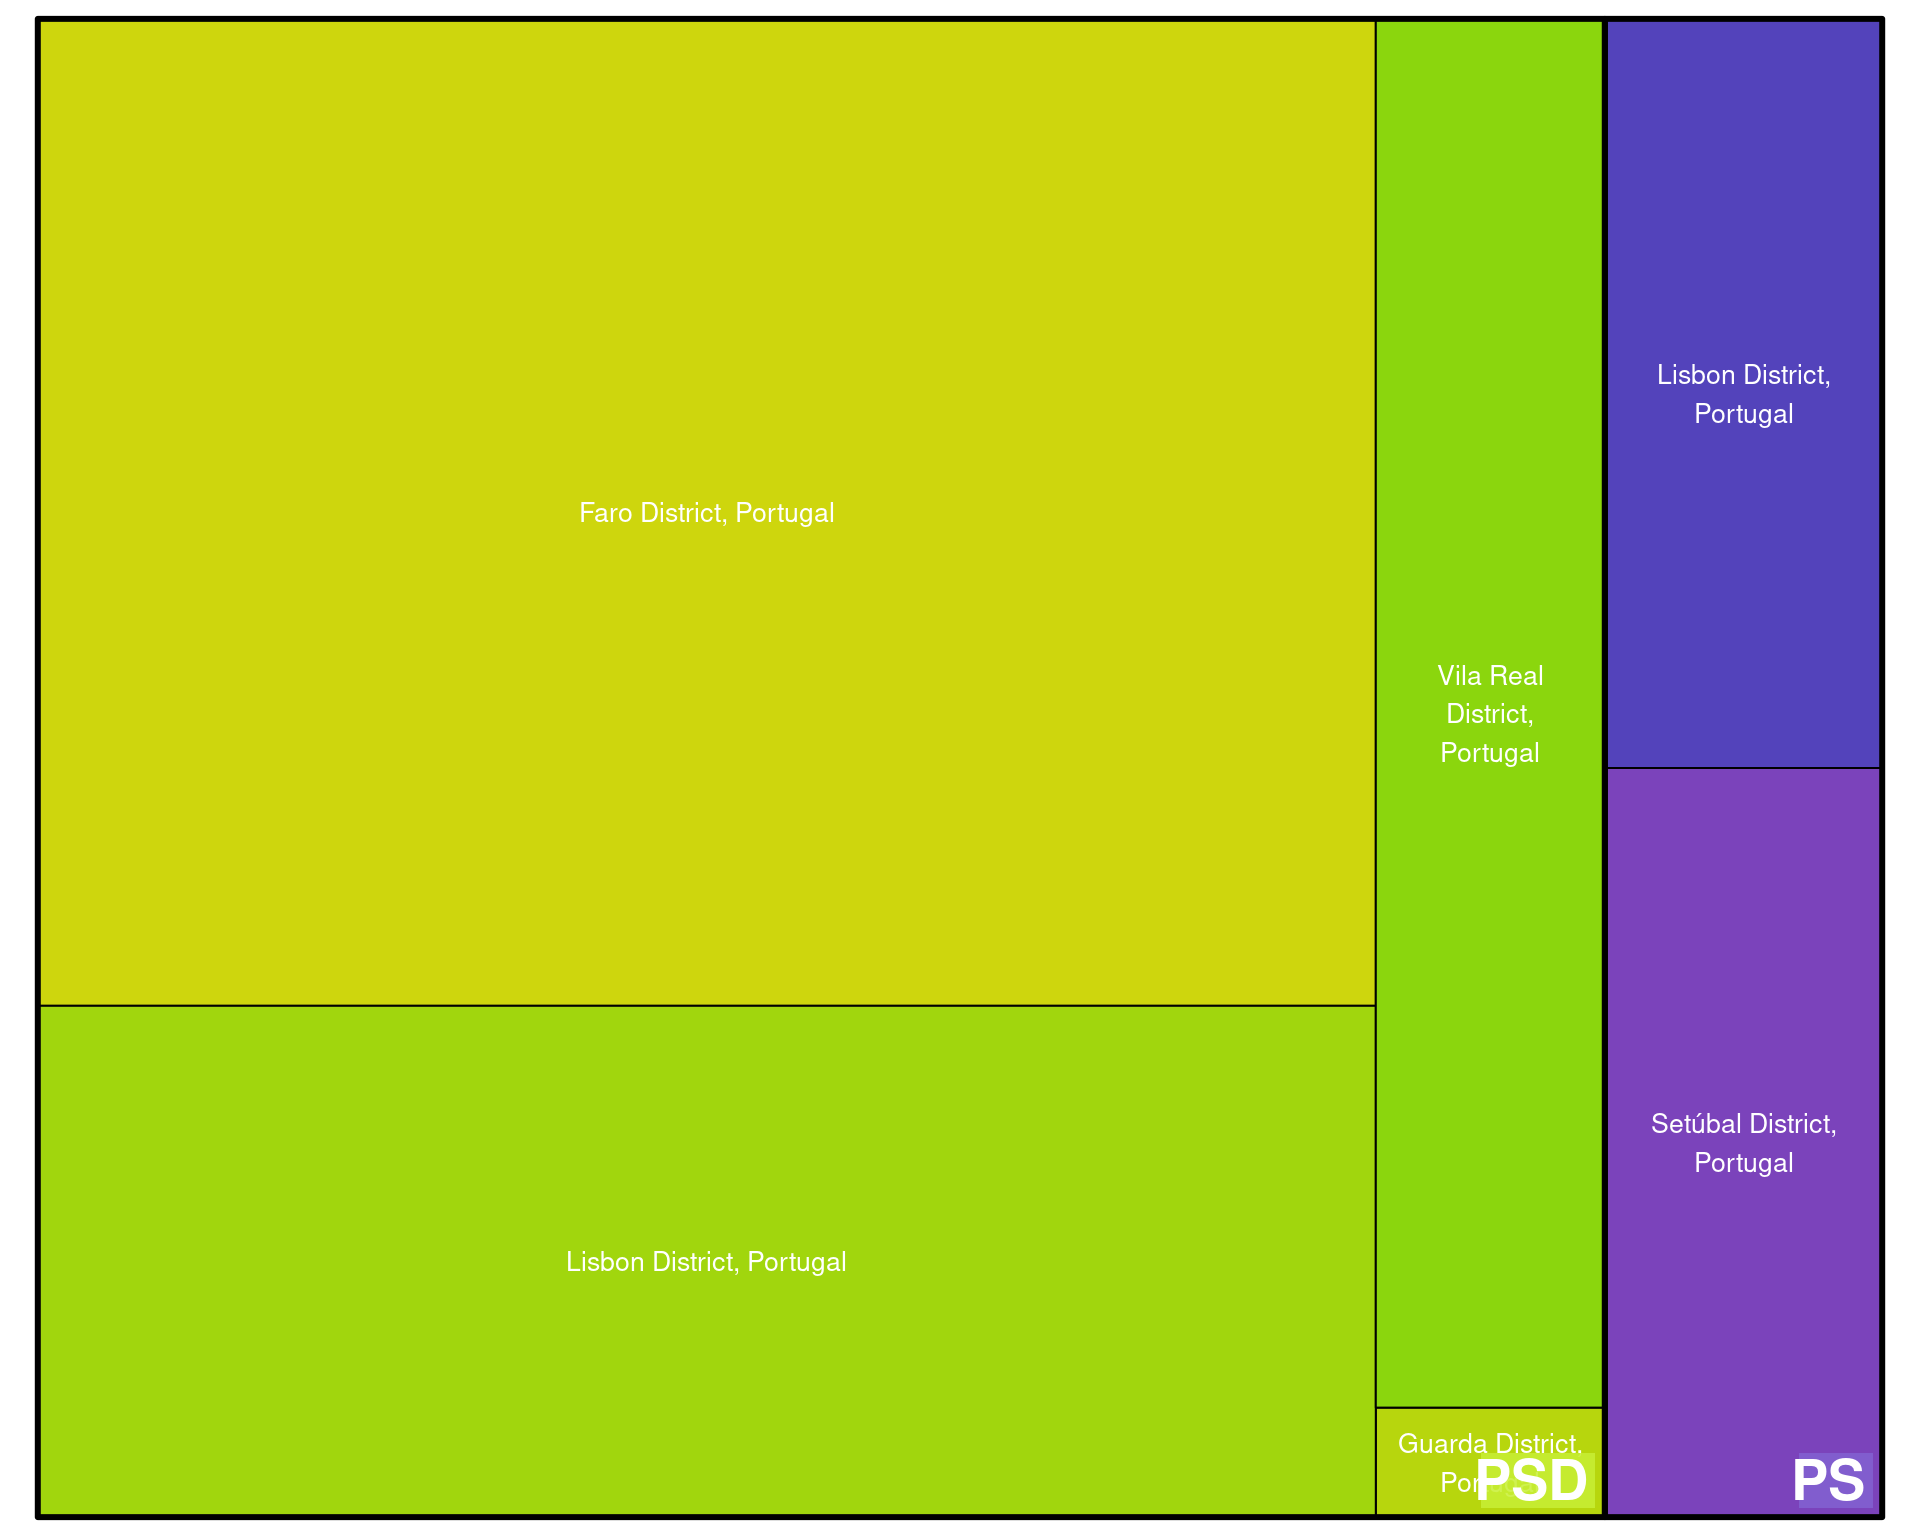 Faro District, Portugal
Lisbon District, Portugal
Vila Real
District,
Portugal
Guarda District,
PSD
Lisbon District,
Portugal
Setúbal District,
Portugal
PS